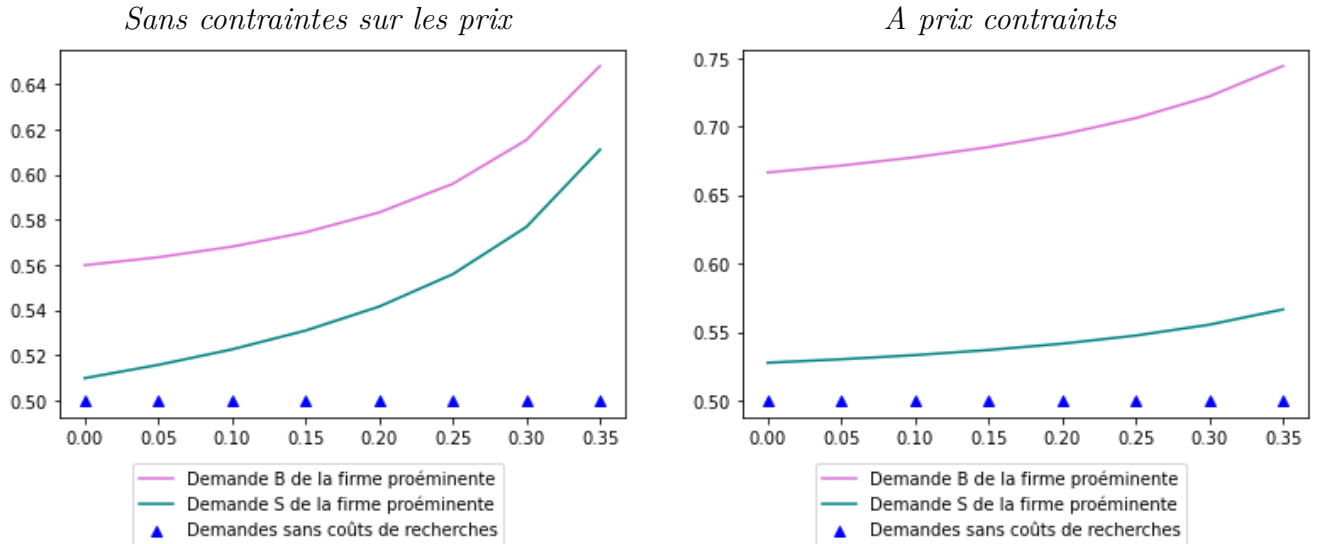 Sans contraintes sur les prix
0.64
0.62
0.60
0.58
0.56
0.54
0.52
0.50
0.00 0.05 0.10 0.15 0.20 0.25 0.30 0.35
Demande B de la firme proéminente
Demande S de la firme proéminente
Demandes sans coûts de recherches
A prix contraints
0.75
0.70
0.65
0.60
0.55
0.50
0.00 0.05 0.10 0.15 0.20 0.25 0.30 0.35
Demande B de la firme proéminente
Demande S de la firme proéminente
Demandes sans coûts de recherches